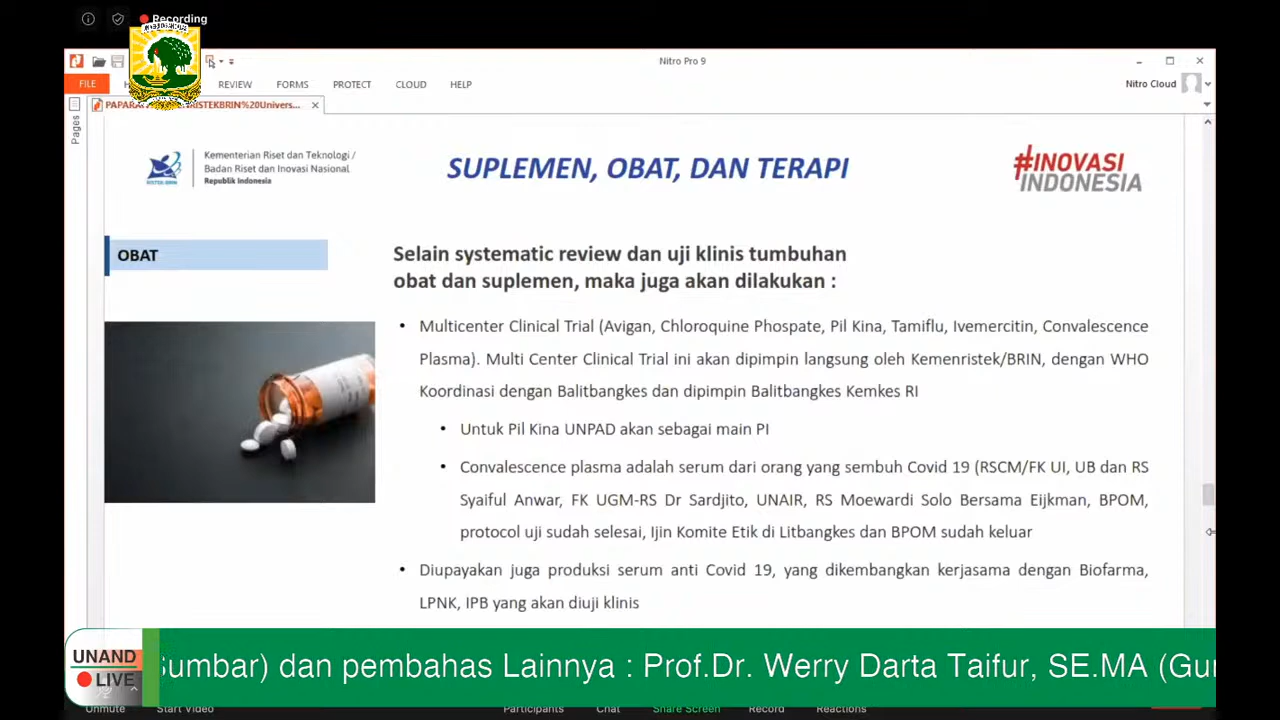 Recording
Nitro Pro 9
FILE
REVIEW
FORMS
PROTECT
CLOUD
HELP
Nitro Cloud
Pages
Kementerian Riset dan Teknologi /
Badan Riset dan Inovasi Nasional
Republik Indonesia
SUPLEMEN, OBAT, DAN TERAPI
#INOVASI
INDONESIA
OBAT
Selain systematic review dan uji klinis tumbuhan
obat dan suplemen, maka juga akan dilakukan :
• Multicenter Clinical Trial (Avigan, Chloroquine Phospate, Pil Kina, Tamiflu, Ivemercitin, Convalescence
Plasma). Multi Center Clinical Trial ini akan dipimpin langsung oleh Kemenristek/BRIN, dengan WHO
Koordinasi dengan Balitbangkes dan dipimpin Balitbangkes Kemkes RI
• Untuk Pil Kina UNPAD akan sebagai main PI
• Convalescence plasma adalah serum dari orang yang sembuh Covid 19 (RSCM/FK UI, UB dan RS
Syaiful Anwar, FK UGM-RS Dr Sardjito, UNAIR, RS Moewardi Solo Bersama Eijkman, BPOM,
protocol uji sudah selesai, Ijin Komite Etik di Litbangkes dan BPOM sudah keluar
• Diupayakan juga produksi serum anti Covid 19, yang dikembangkan kerjasama dengan Biofarma,
LPNK, IPB yang akan diuji klinis
UNAND
LIVE
Sumbar) dan pembahas Lainnya : Prof.Dr. Werry Darta Taifur, SE.MA (Gu
Unmute
Start Video
Participants
Chat
Share Screen
Record
Reactions